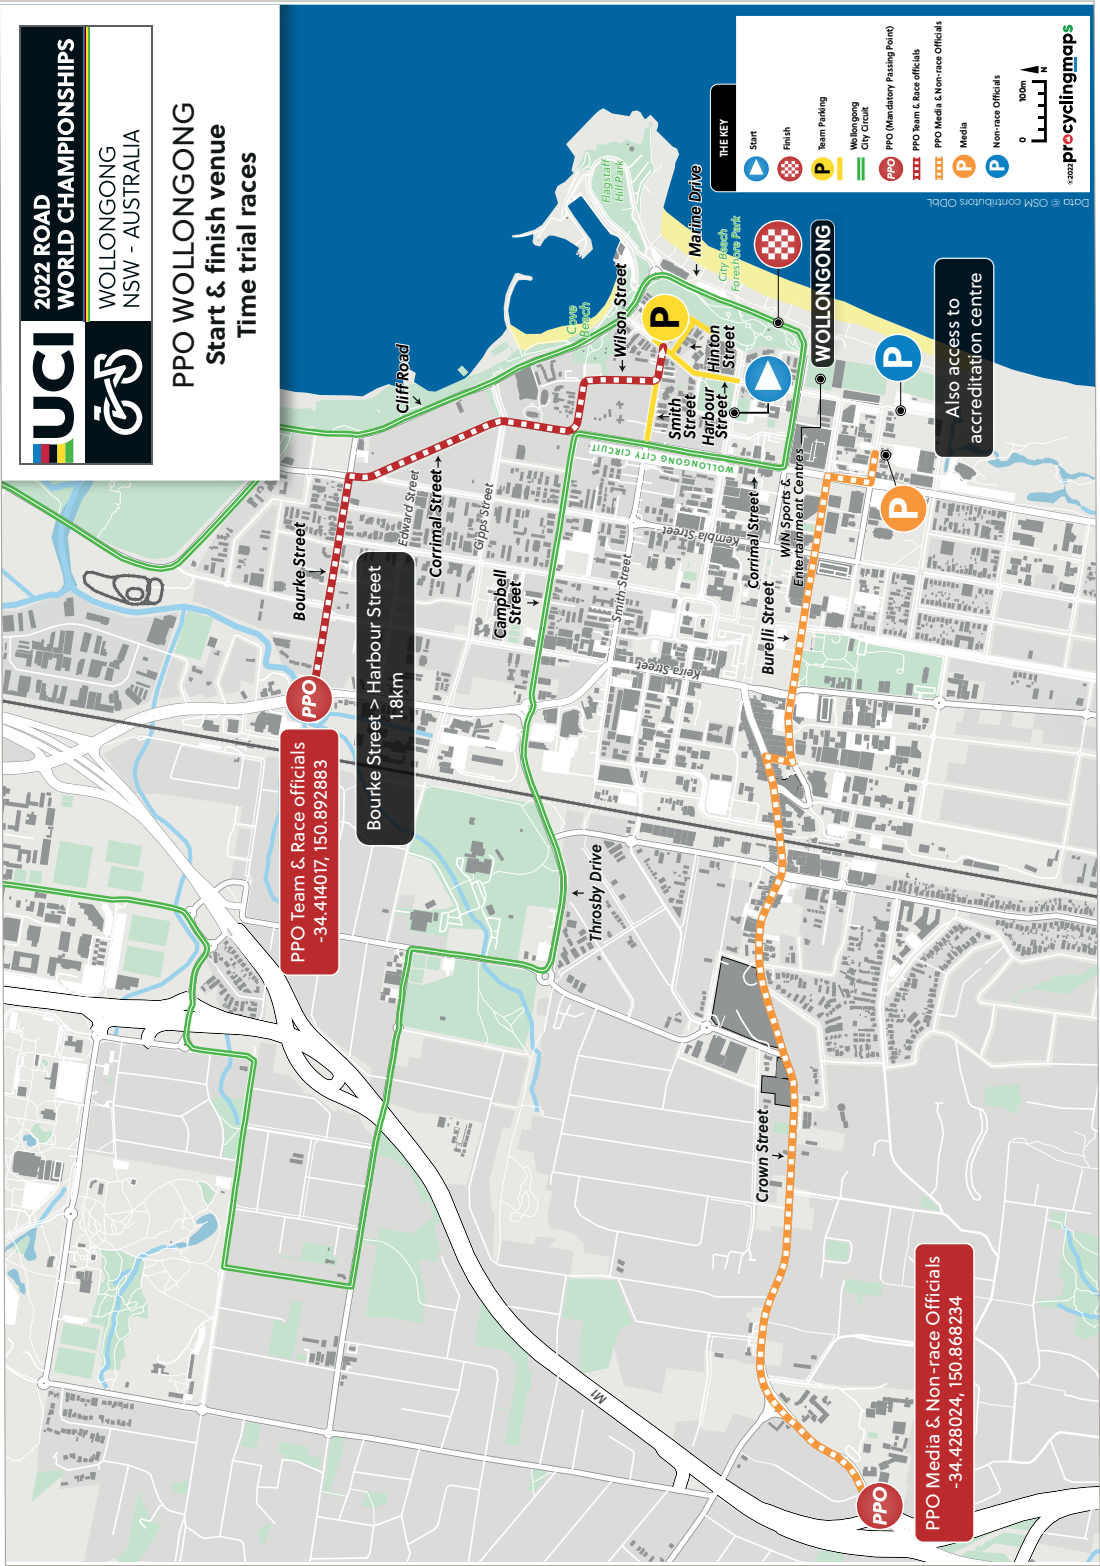 UCI
2022 ROAD
WORLD CHAMPIONSHIPS
WOLLONGONG
NSW - AUSTRALIA
PPO WOLLONGONG
Start & finish venue
Time trial races
THE KEY
Start
Finish
P
Team Parking
Wollongong
City Circuit
PPO
PPO (Mandatory Passing Point)
PPO Team & Race officials
PPO Media & Non-race Officials
P
Media
P
Non-race Officials
0 100m
N
©2022 procyclingmaps
Data © OSM contributors ODbL
Flagstaff
Hill Park
Marine Drive
City Beach
Foreshore Park
Cove
Beach
Wilson Street
Cliff Road
P
Hinton
Street
Harbour
Street
Smith
Street
WOLLONGONG
P
Also access to
accreditation centre
P
WOLLONGONG CITY CIRCUIT
WIN Sports &
Entertainment Centres
Corrimal Street
Kembla Street
Burelli Street
Smith Street
Keira Street
Edward Street
Corrimal Street
Gipps Street
Campbell
Street
Bourke Street
PPO
PPO Team & Race officials
-34.414017, 150.892883
Bourke Street > Harbour Street
1.8km
Throsby Drive
Crown Street
M1
PPO
PPO Media & Non-race Officials
-34.428024, 150.868234